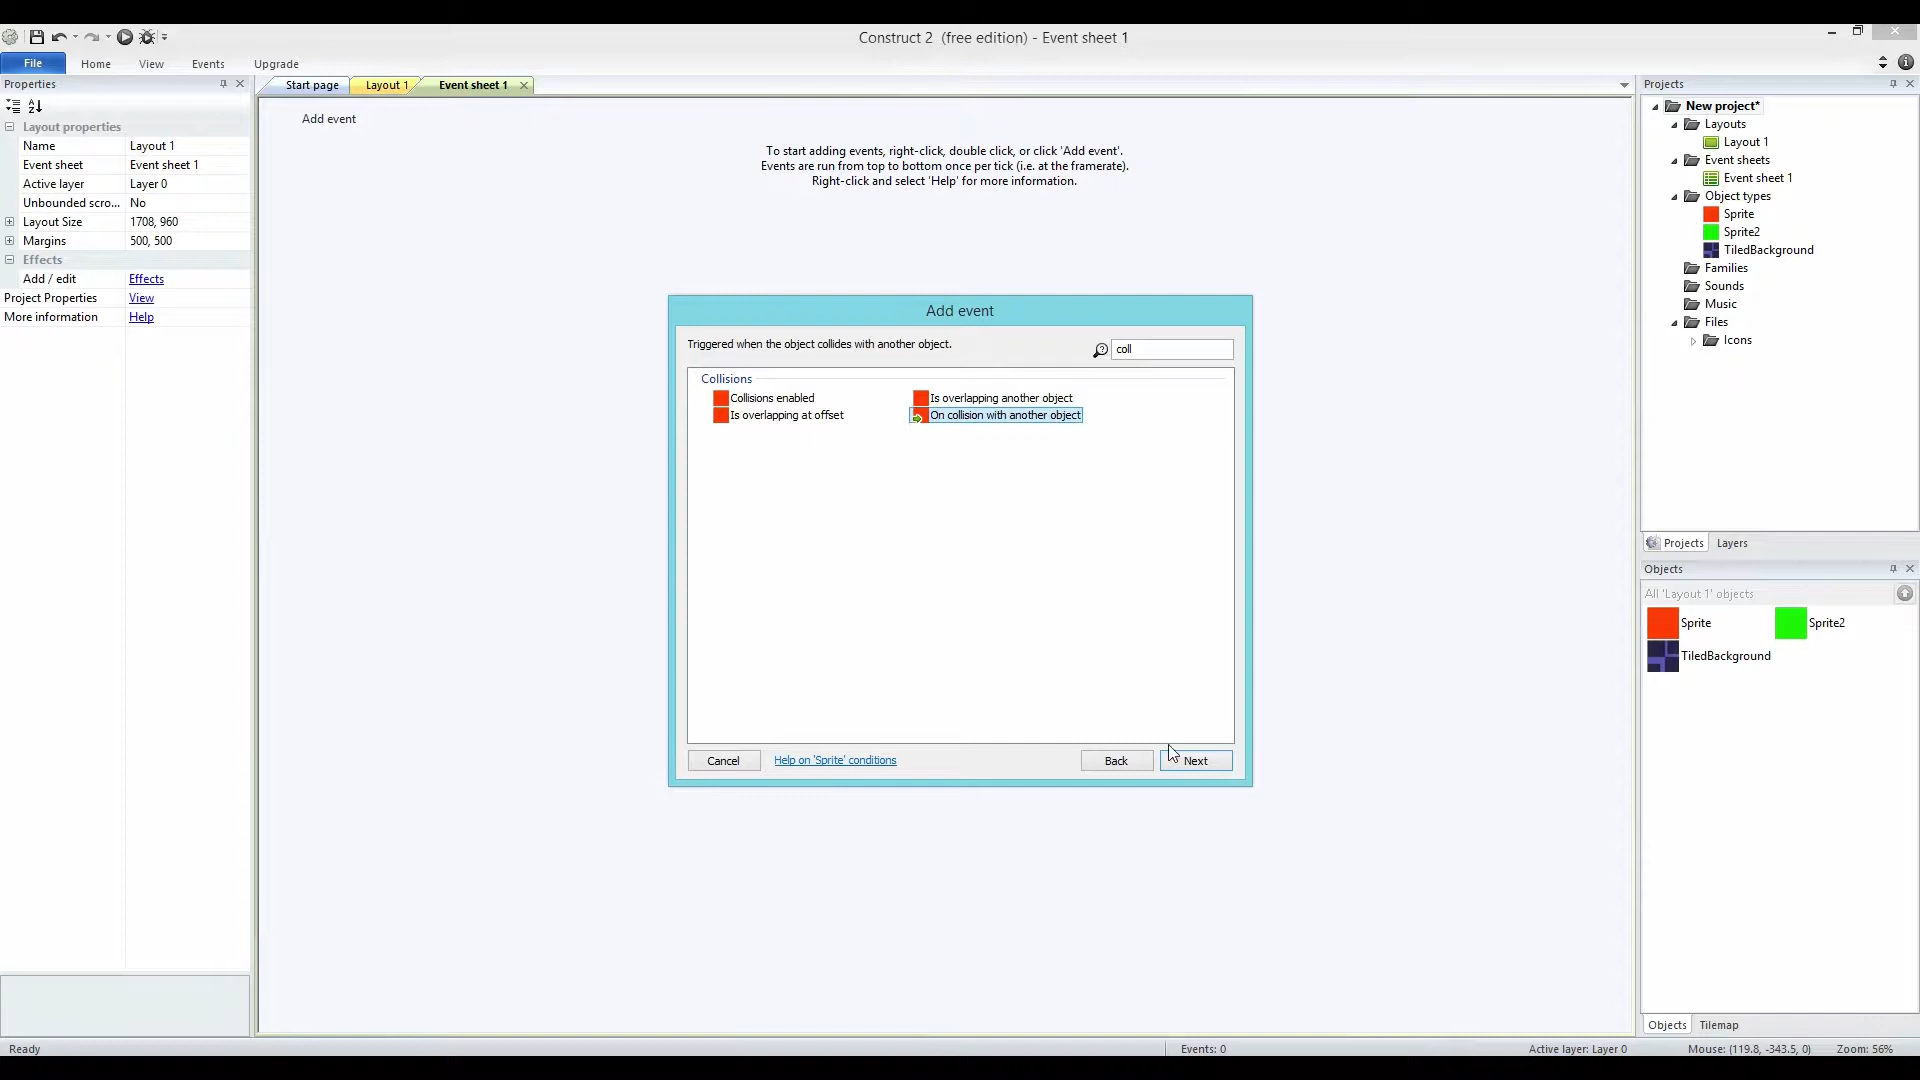 Construct 2  (free edition) - Event sheet 1
File Home View Events Upgrade
Properties
Layout properties
Name Layout 1
Event sheet Event sheet 1
Active layer Layer 0
Unbounded scro... No
Layout Size 1708, 960
Margins 500, 500
Effects
Add / edit Effects
Project Properties View
More information Help
Start page Layout 1 Event sheet 1
Add event
To start adding events, right-click, double click, or click 'Add event'.
Events are run from top to bottom once per tick (i.e. at the framerate).
Right-click and select 'Help' for more information.
Add event
Triggered when the object collides with another object.
coll
Collisions
Collisions enabled Is overlapping another object
Is overlapping at offset On collision with another object
Cancel Help on 'Sprite' conditions Back Next
Projects
New project*
Layouts
Layout 1
Event sheets
Event sheet 1
Object types
Sprite
Sprite2
TiledBackground
Families
Sounds
Music
Files
Icons
Projects Layers
Objects
All 'Layout 1' objects
Sprite Sprite2
TiledBackground
Objects Tilemap
Ready Events: 0 Active layer: Layer 0 Mouse: (119.8, -343.5, 0) Zoom: 56%